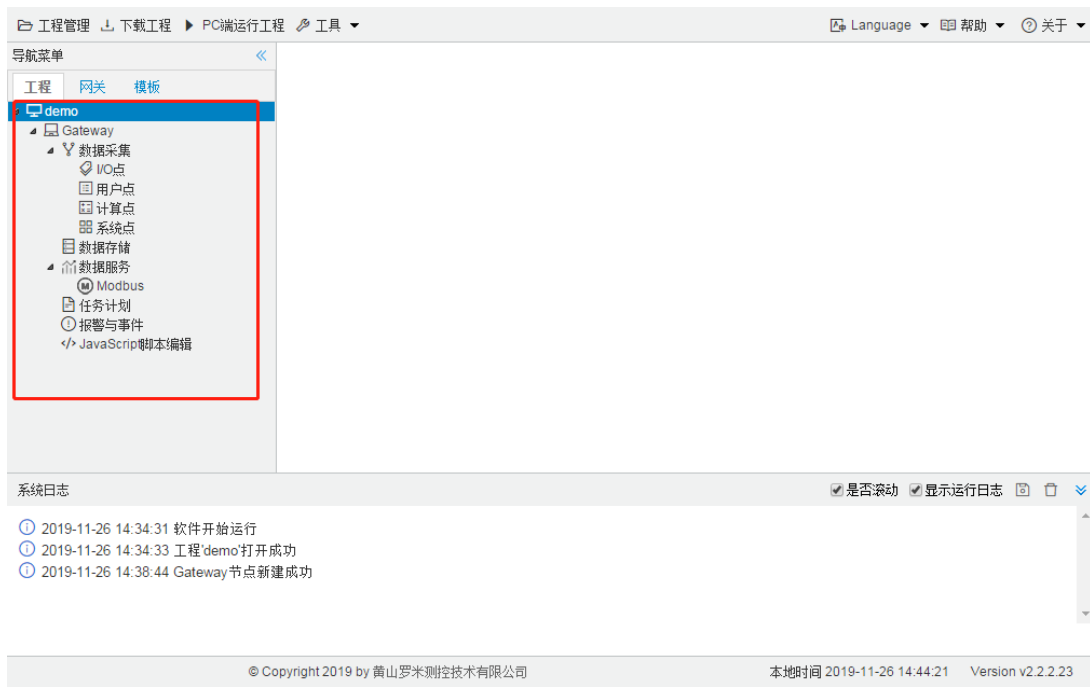 工程管理 下载工程 PC端运行工程 工具 Language 帮助 关于
导航菜单
工程 网关 模板
demo
Gateway
数据采集
I/O点
用户点
计算点
系统点
数据存储
数据服务
Modbus
任务计划
报警与事件
JavaScript脚本编辑
系统日志 是否滚动 显示运行日志
2019-11-26 14:34:31 软件开始运行
2019-11-26 14:34:33 工程'demo'打开成功
2019-11-26 14:38:44 Gateway节点新建成功
© Copyright 2019 by 黄山罗米测控技术有限公司 本地时间 2019-11-26 14:44:21 Version v2.2.2.23